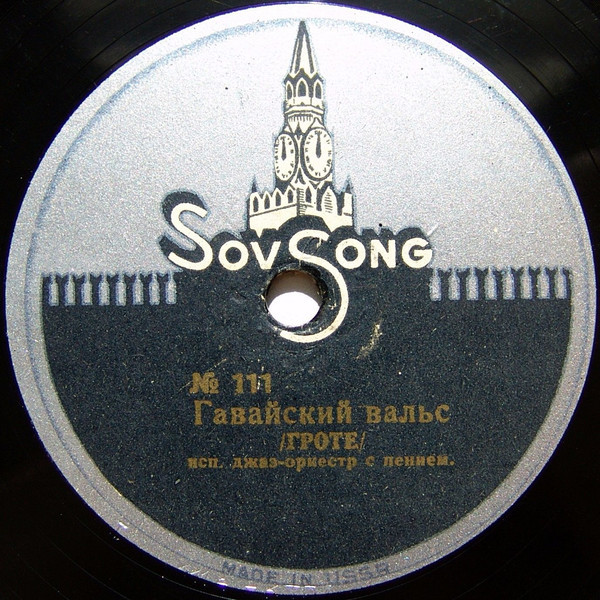 SovSong
№ 111
Гавайский вальс
/ГРОТЕ/
исп. джаз-оркестр с пением.
MADE IN USSR